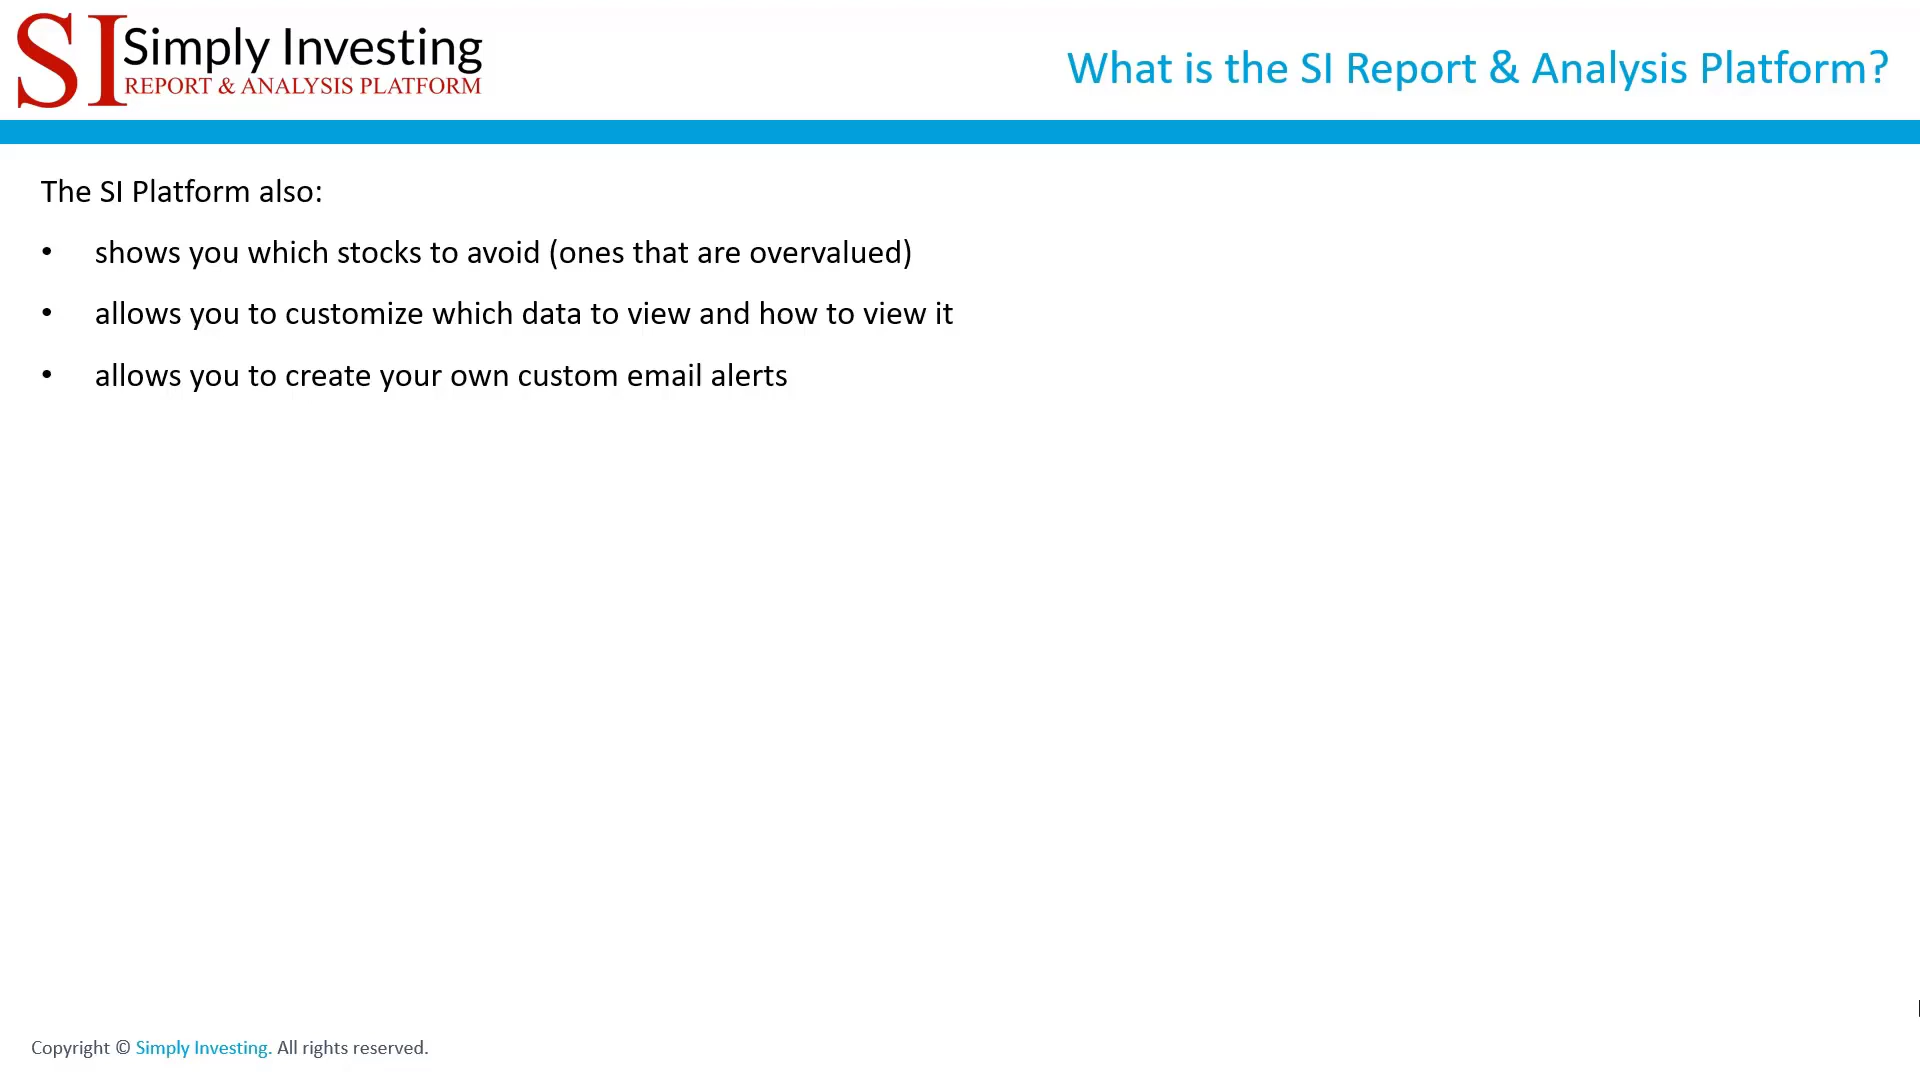 SI Simply Investing
REPORT & ANALYSIS PLATFORM
What is the SI Report & Analysis Platform?
The SI Platform also:
• shows you which stocks to avoid (ones that are overvalued)
• allows you to customize which data to view and how to view it
• allows you to create your own custom email alerts
Copyright © Simply Investing. All rights reserved.